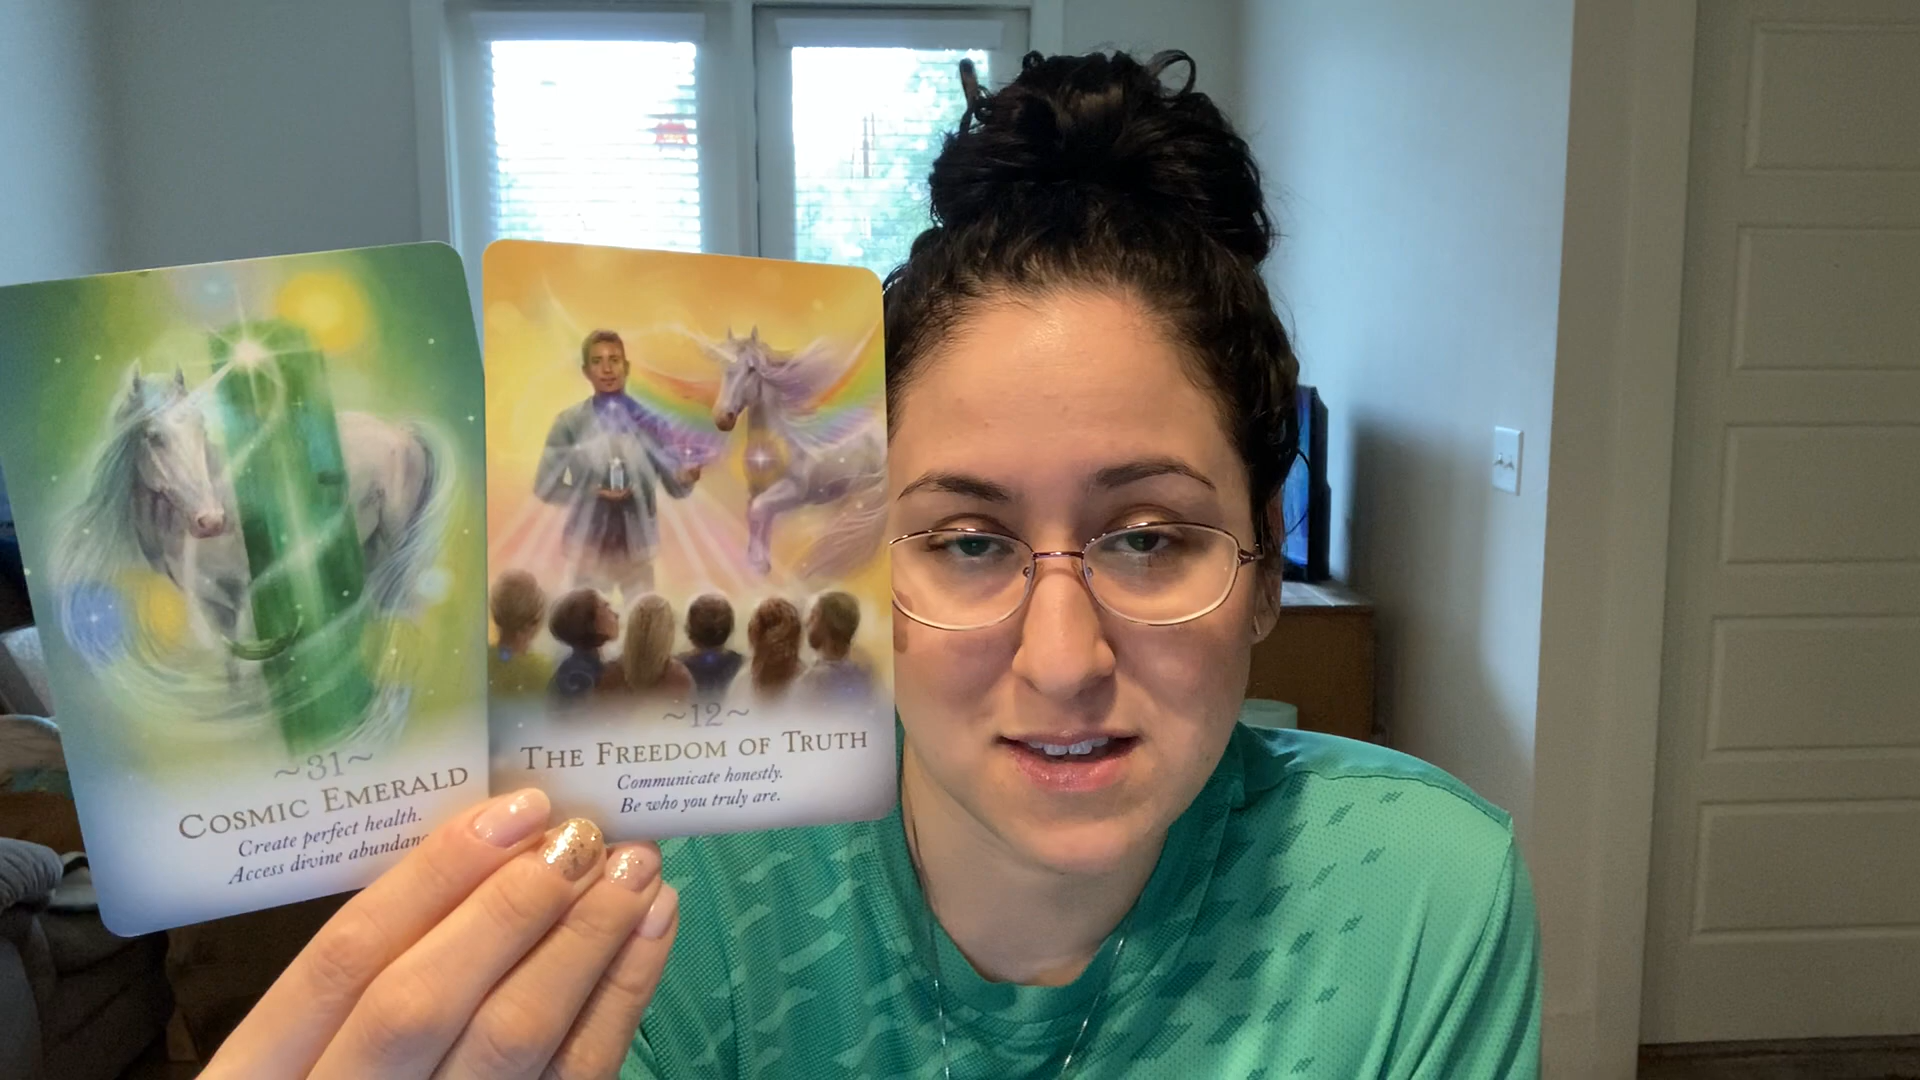 ~31~
COSMIC EMERALD
Create perfect health.
Access divine
~12~
THE FREEDOM OF TRUTH
Communicate honestly.
Be who you truly are.